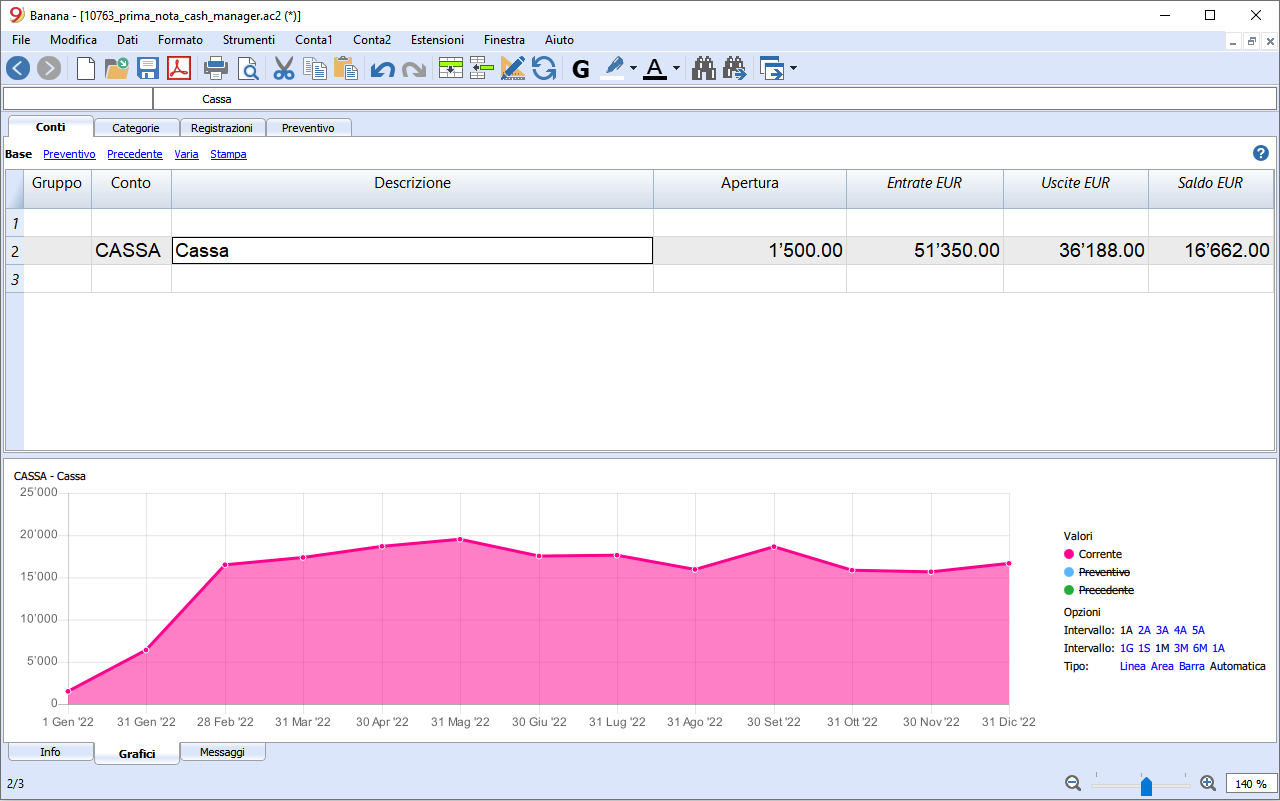 Banana - [10763_prima_nota_cash_manager.ac2 (*)]
File Modifica Dati Formato Strumenti Conta1 Conta2 Estensioni Finestra Aiuto
G A
Cassa
Conti Categorie Registrazioni Preventivo
Base Preventivo Precedente Varia Stampa
Gruppo Conto Descrizione Apertura Entrate EUR Uscite EUR Saldo EUR
1
2 CASSA Cassa 1’500.00 51’350.00 36’188.00 16’662.00
3
CASSA - Cassa
25’000
20’000
15’000
10’000
5’000
0
1 Gen '22 31 Gen '22 28 Feb '22 31 Mar '22 30 Apr '22 31 Mag '22 30 Giu '22 31 Lug '22 31 Ago '22 30 Set '22 31 Ott '22 30 Nov '22 31 Dic '22
Valori
Corrente
Preventivo
Precedente
Opzioni
Intervallo: 1A 2A 3A 4A 5A
Intervallo: 1G 1S 1M 3M 6M 1A
Tipo: Linea Area Barra Automatica
Info Grafici Messaggi
2/3
140 %